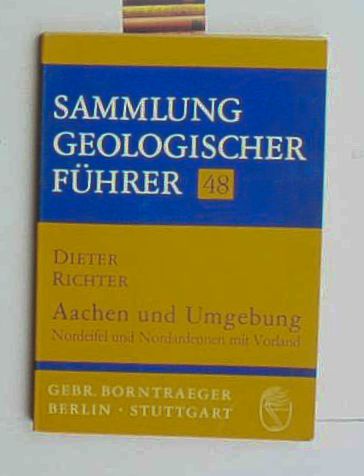 SAMMLUNG
GEOLOGISCHER
FÜHRER 48
DIETER
RICHTER
Aachen und Umgebung
Nordeifel und Nordardennen mit Vorland
GEBR. BORNTRAEGER
BERLIN · STUTTGART